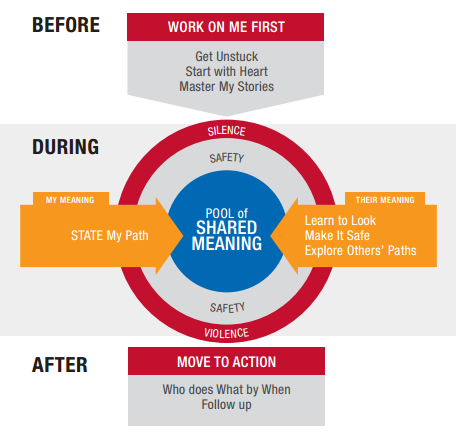 BEFORE
WORK ON ME FIRST
Get Unstuck
Start with Heart
Master My Stories
DURING
SILENCE
SAFETY
MY MEANING
STATE My Path
POOL of
SHARED
MEANING
THEIR MEANING
Learn to Look
Make It Safe
Explore Others' Paths
SAFETY
VIOLENCE
AFTER
MOVE TO ACTION
Who does What by When
Follow up